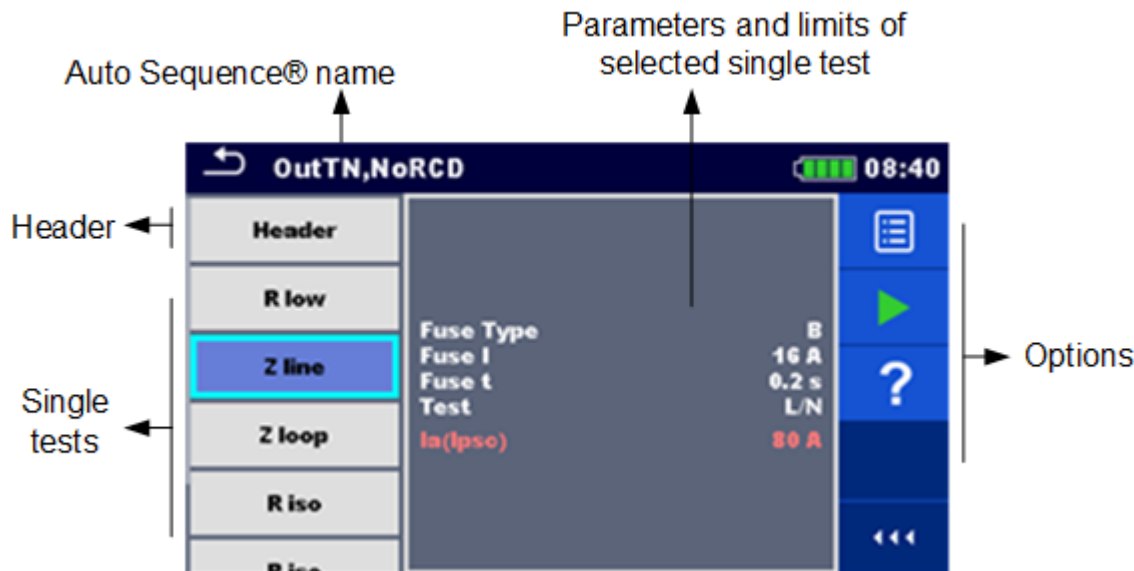 Parameters and limits of
selected single test
Auto Sequence® name
OutTN,NoRCD 08:40
Header
Header
R low
Z line
Z loop
R iso
R iso
Single
tests
Fuse Type B
Fuse I 16 A
Fuse t 0.2 s
Test L/N
Ia(Ipsc) 80 A
?
Options